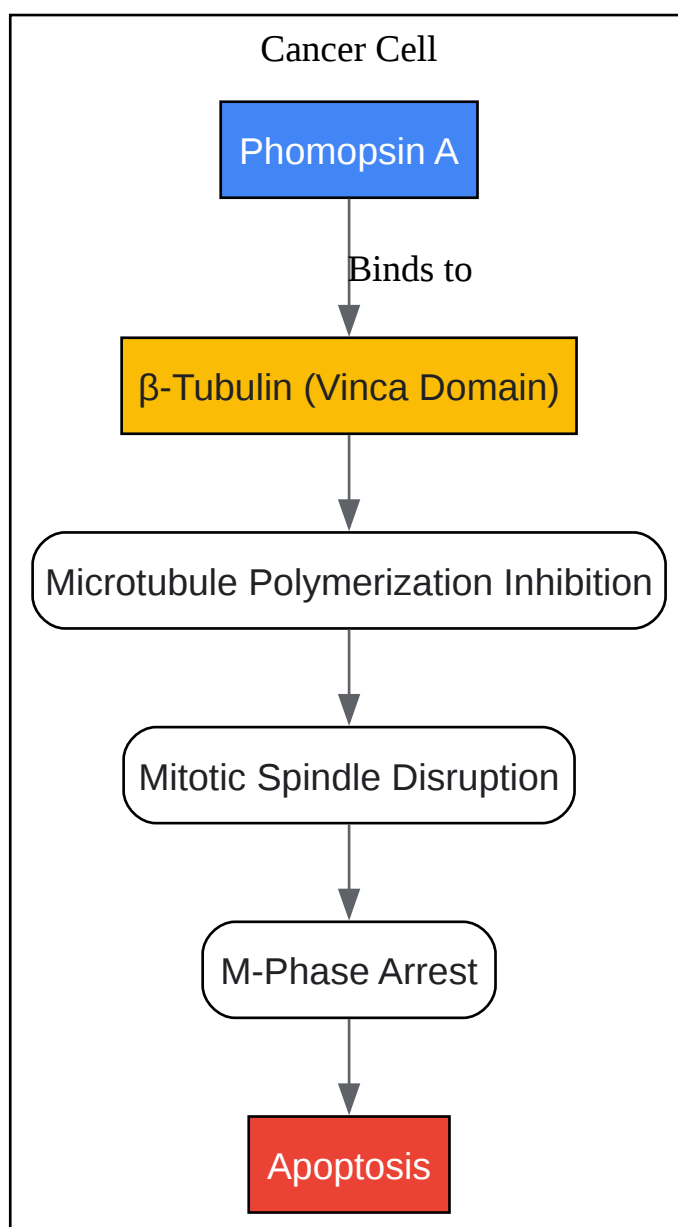 Cancer Cell
Phomopsin A
Binds to
β-Tubulin (Vinca Domain)
Microtubule Polymerization Inhibition
Mitotic Spindle Disruption
M-Phase Arrest
Apoptosis